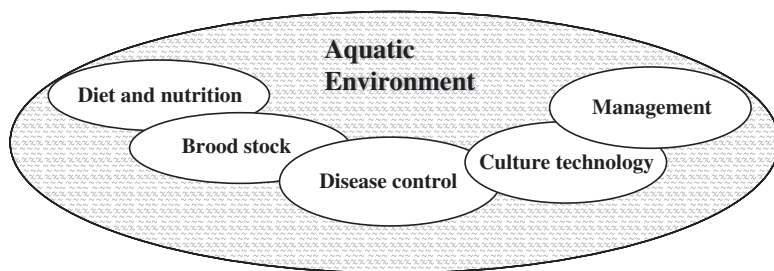 Aquatic
Environment
Diet and nutrition
Management
Brood stock
Culture technology
Disease control